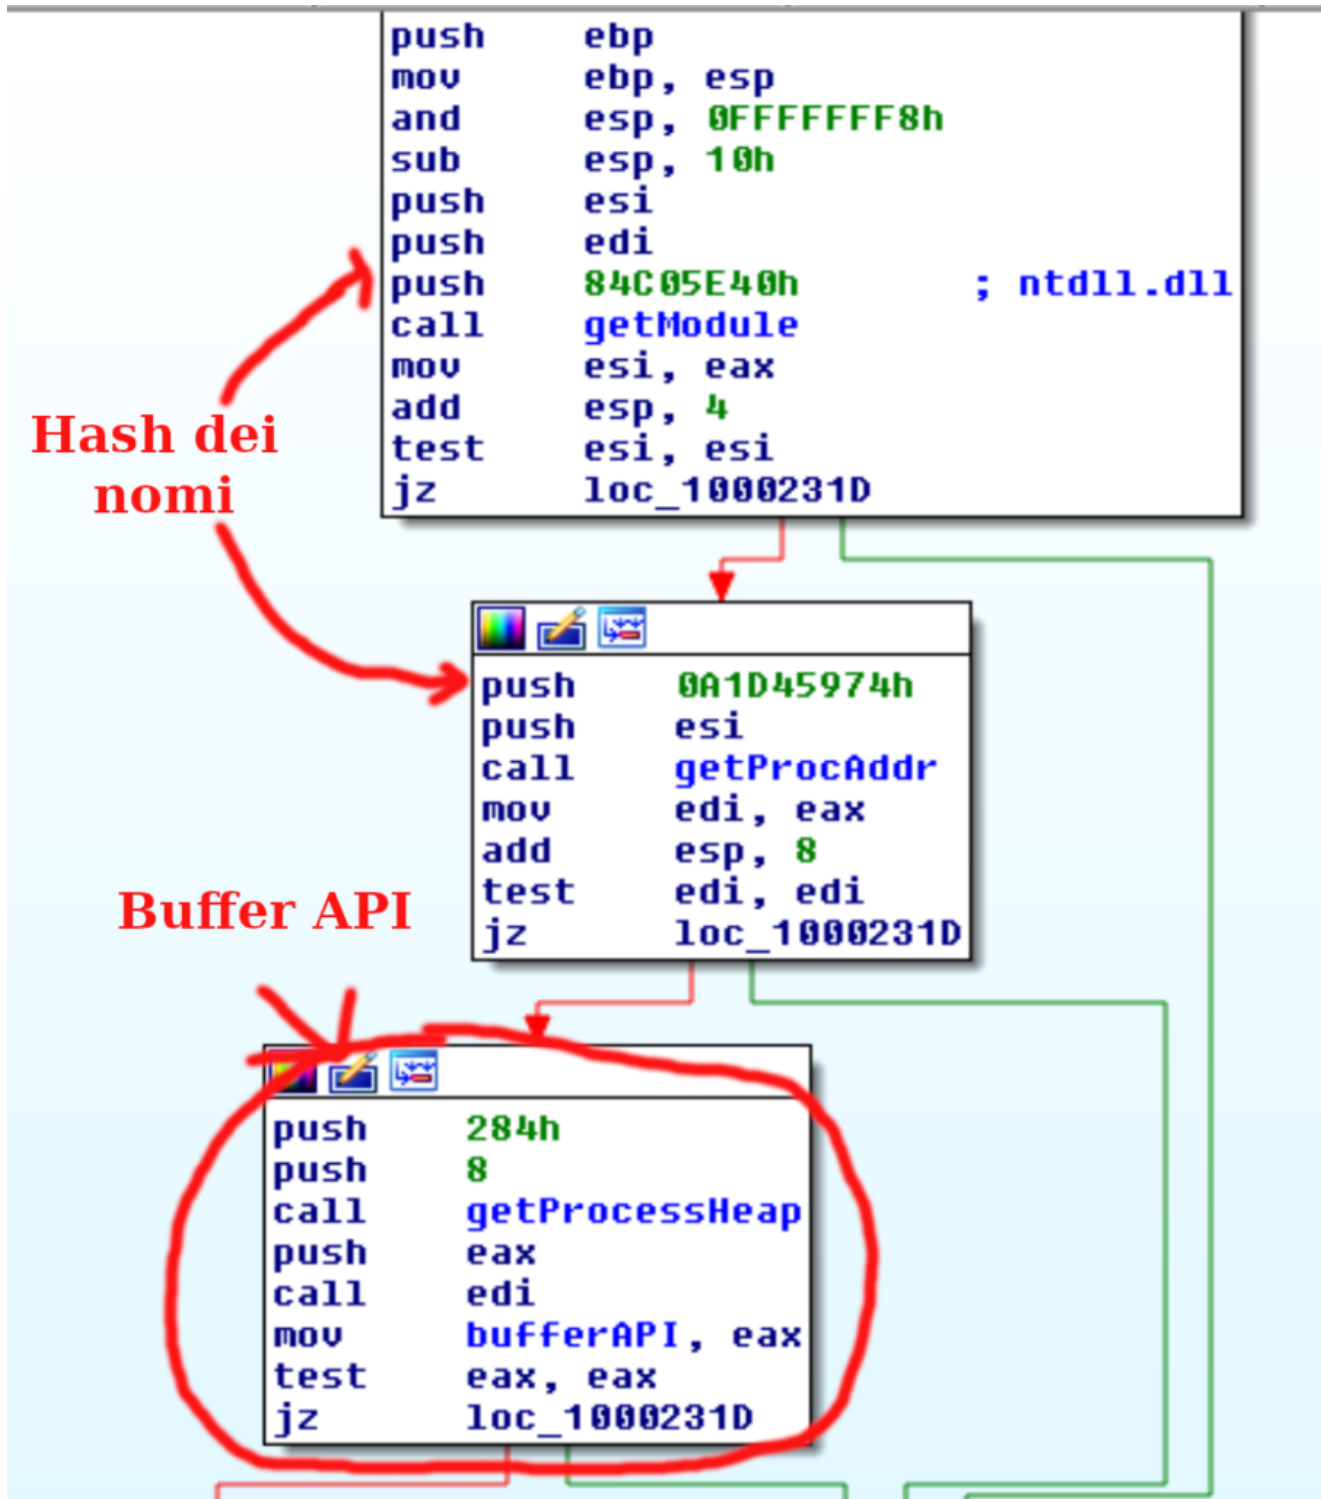 push ebp
mov ebp, esp
and esp, 0FFFFFFF8h
sub esp, 10h
push esi
push edi
push 84C05E40h ; ntdll.dll
call getModule
mov esi, eax
add esp, 4
test esi, esi
jz loc_1000231D
Hash dei
nomi
push 0A1D45974h
push esi
call getProcAddr
mov edi, eax
add esp, 8
test edi, edi
jz loc_1000231D
Buffer API
push 284h
push 8
call getProcessHeap
push eax
call edi
mov bufferAPI, eax
test eax, eax
jz loc_1000231D